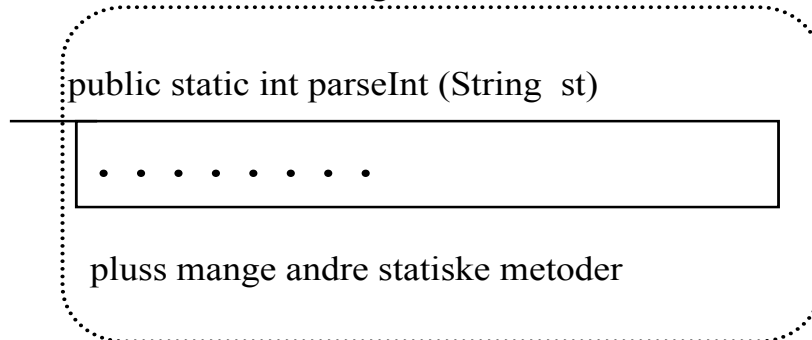 public static int parseInt (String st)
. . . . . . . .
pluss mange andre statiske metoder